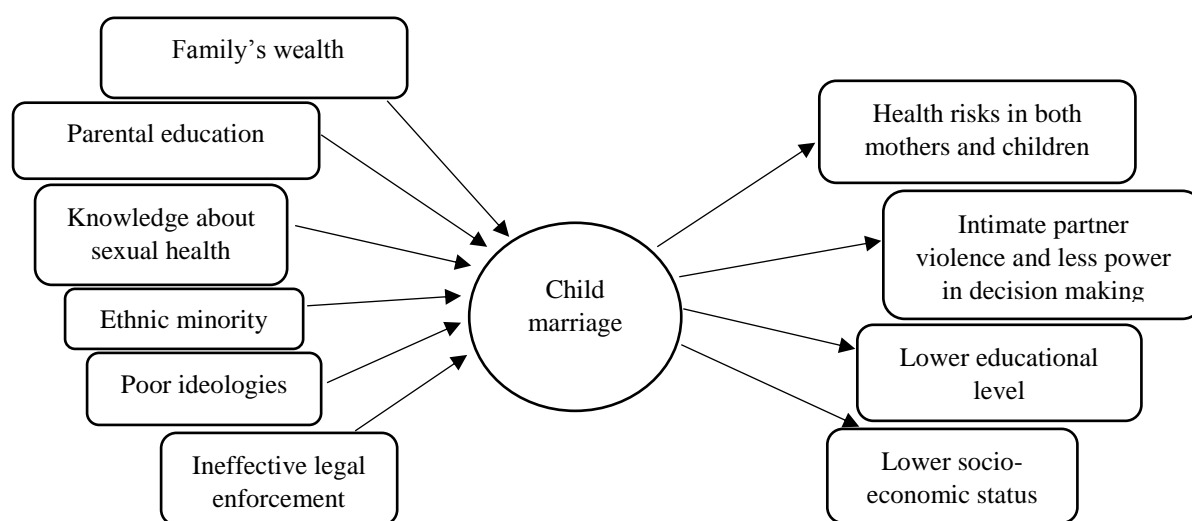 Family’s wealth
Parental education
Knowledge about
sexual health
Ethnic minority
Poor ideologies
Ineffective legal
enforcement
Child
marriage
Health risks in both
mothers and children
Intimate partner
violence and less power
in decision making
Lower educational
level
Lower socio-
economic status